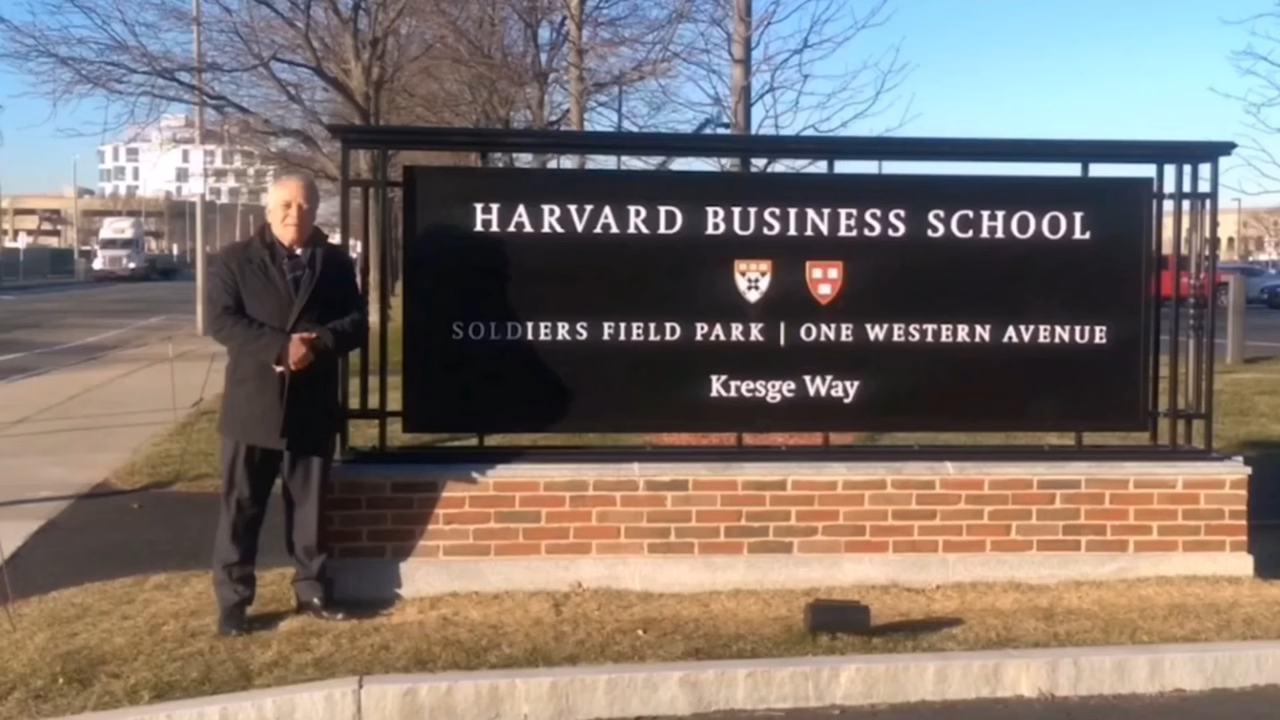 HARVARD BUSINESS SCHOOL
SOLDIERS FIELD PARK | ONE WESTERN AVENUE
Kresge Way